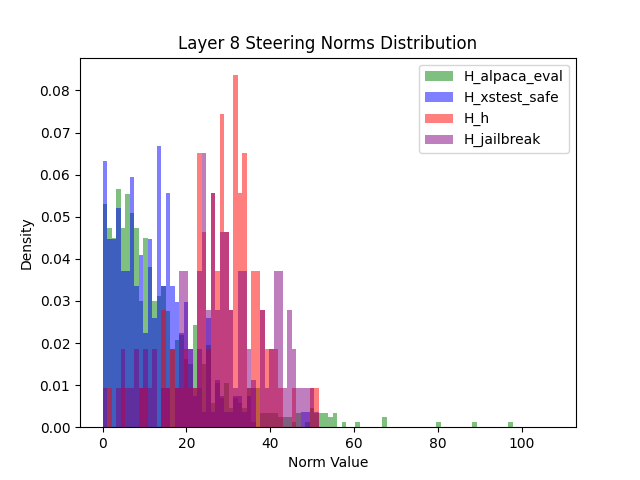 Layer 8 Steering Norms Distribution
H_alpaca_eval
H_xstest_safe
H_h
H_jailbreak
0.08
0.07
0.06
0.05
0.04
0.03
0.02
0.01
0.00
Density
0
20
40
60
80
100
Norm Value